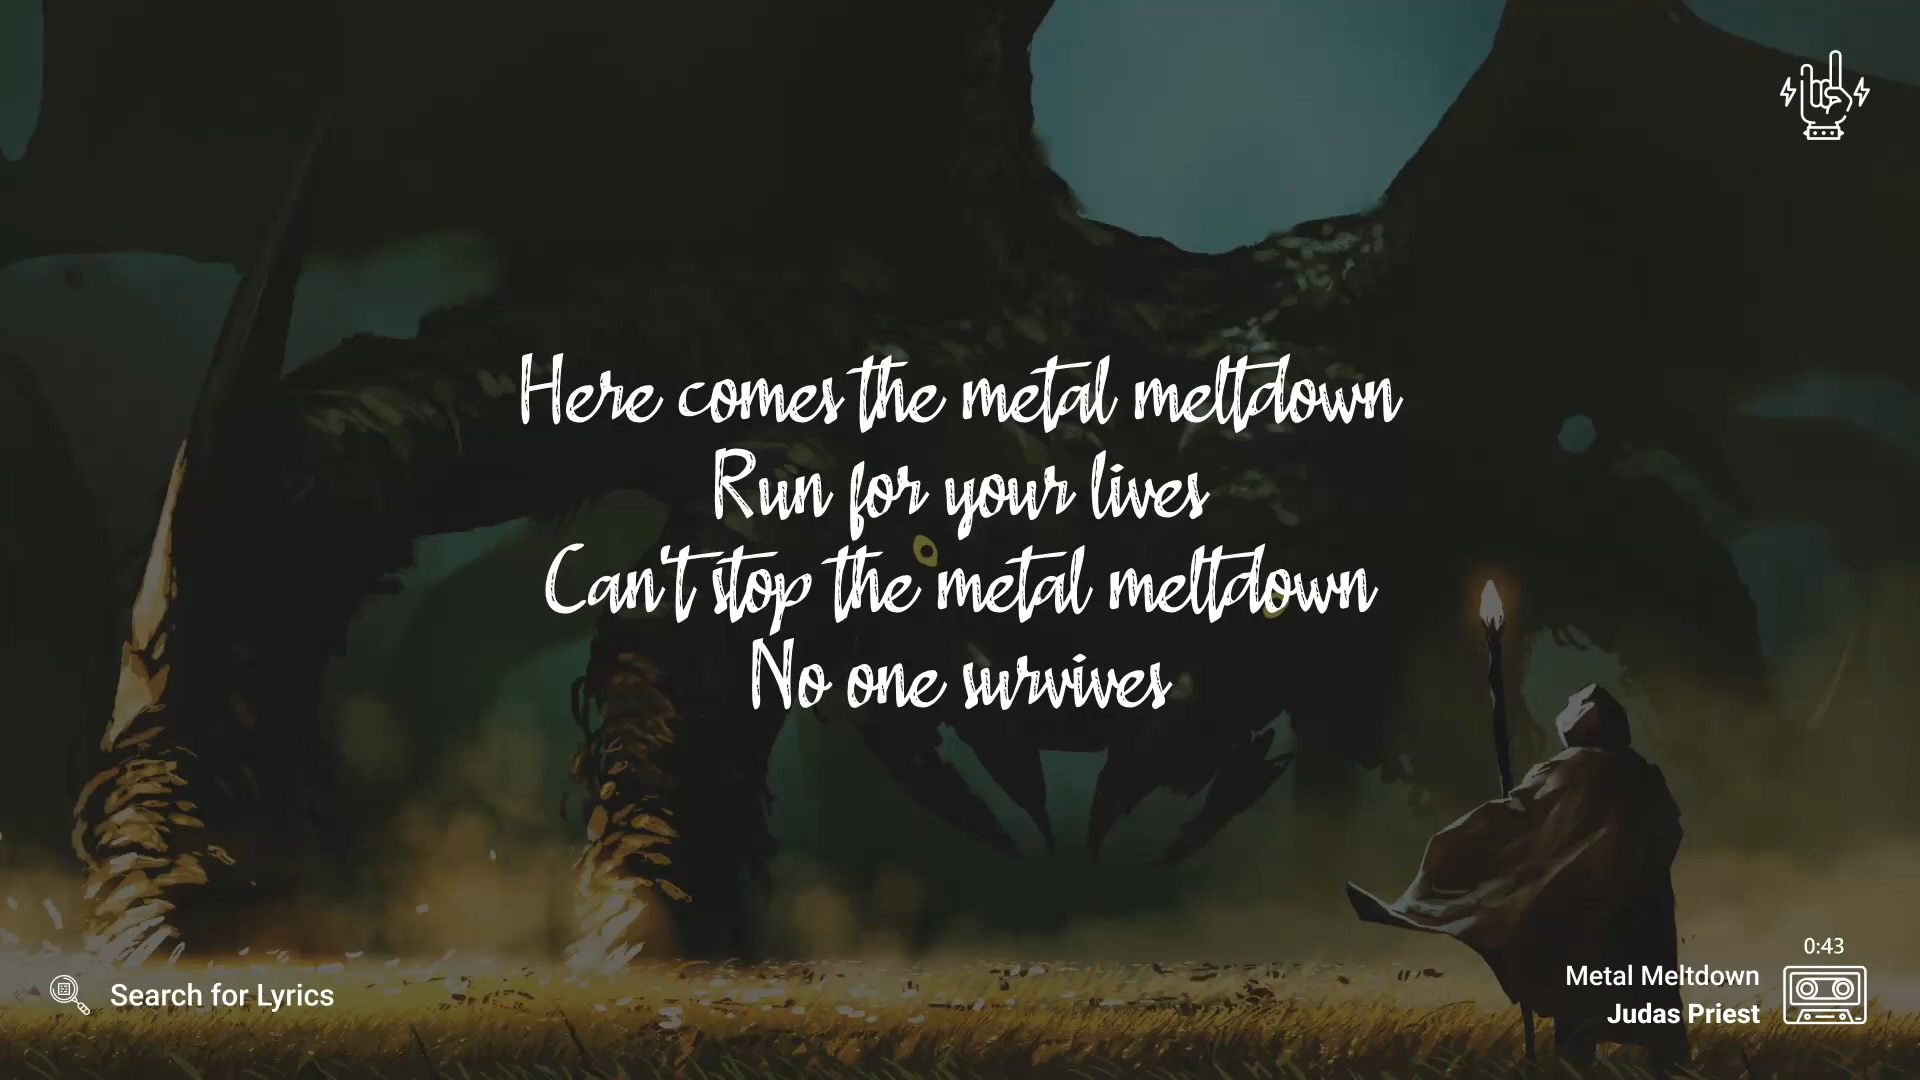 Here comes the metal meltdown
Run for your lives
Can't stop the metal meltdown
No one survives
Search for Lyrics
0:43
Metal Meltdown
Judas Priest